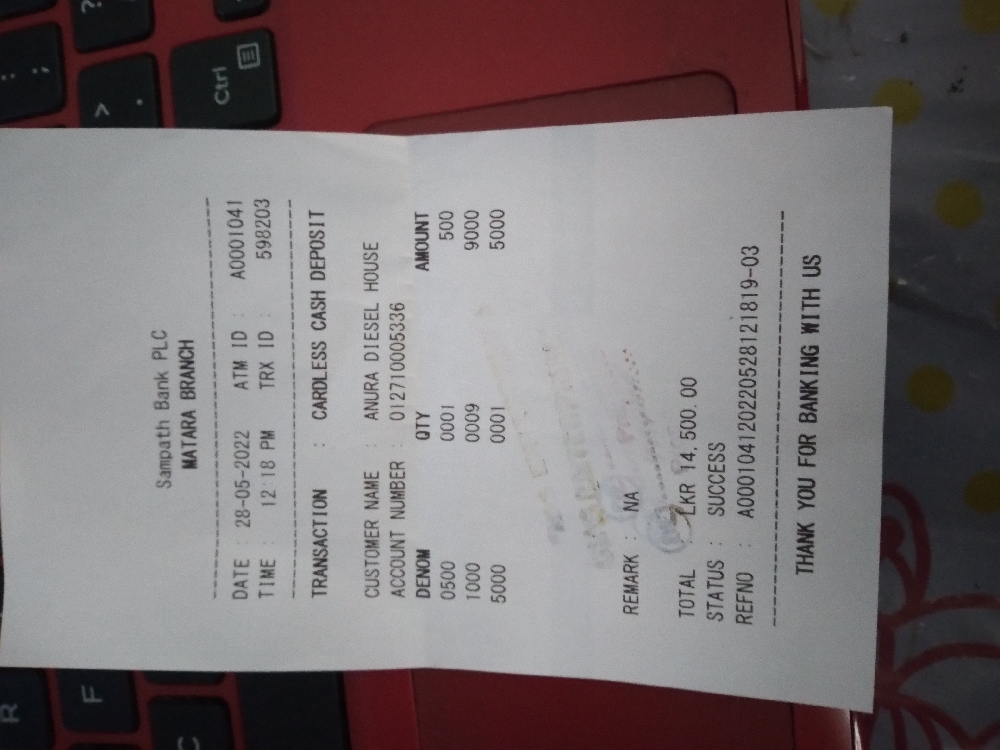 Sampath Bank PLC
MATARA BRANCH
DATE : 28-05-2022 ATM ID : A0001041
TIME : 12:18 PM TRX ID : 598203
TRANSACTION : CARDLESS CASH DEPOSIT
CUSTOMER NAME : ANURA DIESEL HOUSE
ACCOUNT NUMBER : 012710005336
DENOM QTY AMOUNT
0500 0001 500
1000 0009 9000
5000 0001 5000
REMARK : NA
TOTAL LKR 14,500.00
STATUS : SUCCESS
REFNO : A000104120220528121819-03
THANK YOU FOR BANKING WITH US
Ctrl
R
F
C
?
:
;
>
.